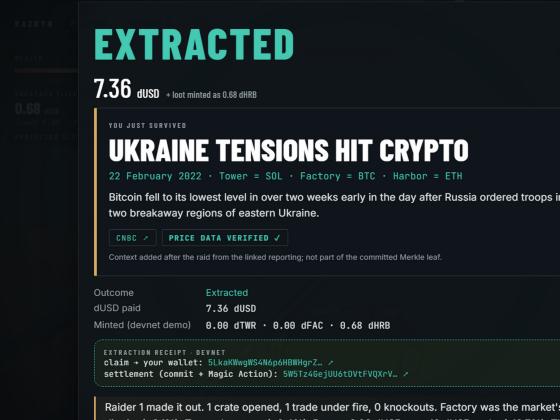 EXTRACTED
7.36 dUSD + loot minted as 0.68 dHRB
YOU JUST SURVIVED
UKRAINE TENSIONS HIT CRYPTO
22 February 2022 · Tower = SOL · Factory = BTC · Harbor = ETH
Bitcoin fell to its lowest level in over two weeks early in the day after Russia ordered troops
two breakaway regions of eastern Ukraine.
CNBC ↗ PRICE DATA VERIFIED ✓
Context added after the raid from the linked reporting; not part of the committed Merkle leaf.
Outcome Extracted
dUSD paid 7.36 dUSD
Minted (devnet demo) 0.00 dTWR · 0.00 dFAC · 0.68 dHRB
EXTRACTION RECEIPT · DEVNET
claim → your wallet: 5LkaKWwgWS4N6p6HBWHgrZ… ↗
settlement (commit + Magic Action): 5W5Tz4GejUU6tDVtFVQXrV… ↗
Raider 1 made it out. 1 crate opened, 1 trade under fire, 0 knockouts. Factory was the market